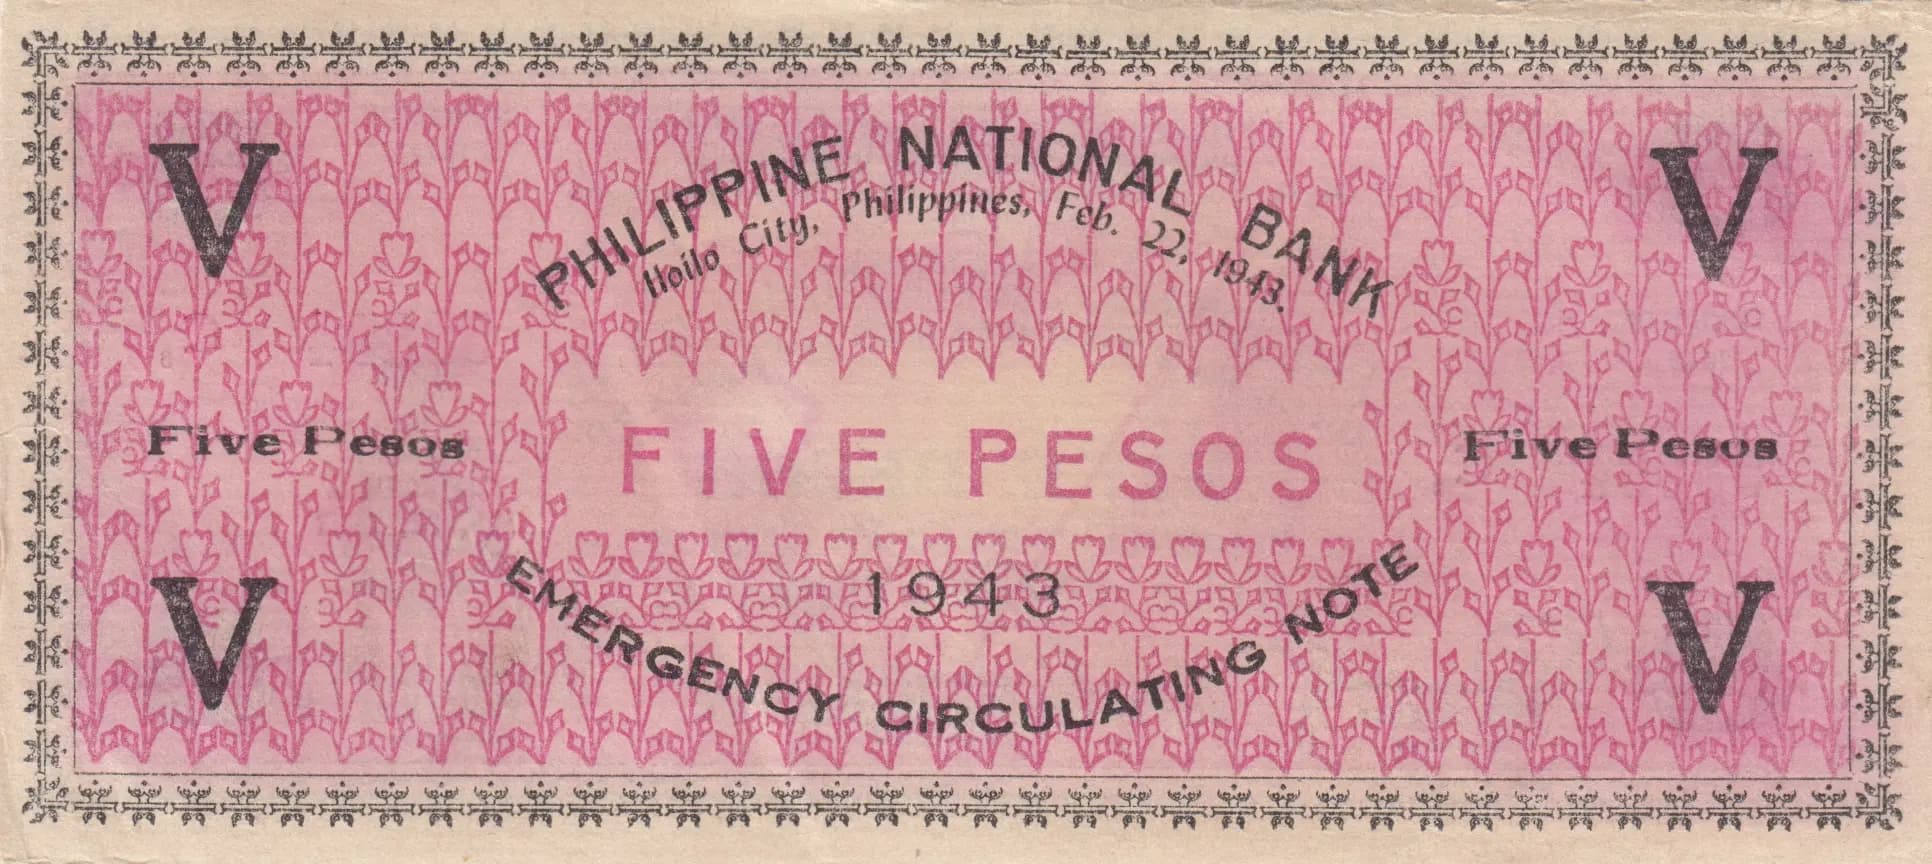 V
V
PHILIPPINE NATIONAL BANK
Iloilo City, Philippines, Feb. 22, 1943.
Five Pesos
FIVE PESOS
Five Pesos
1943
V
EMERGENCY CIRCULATING NOTE
V